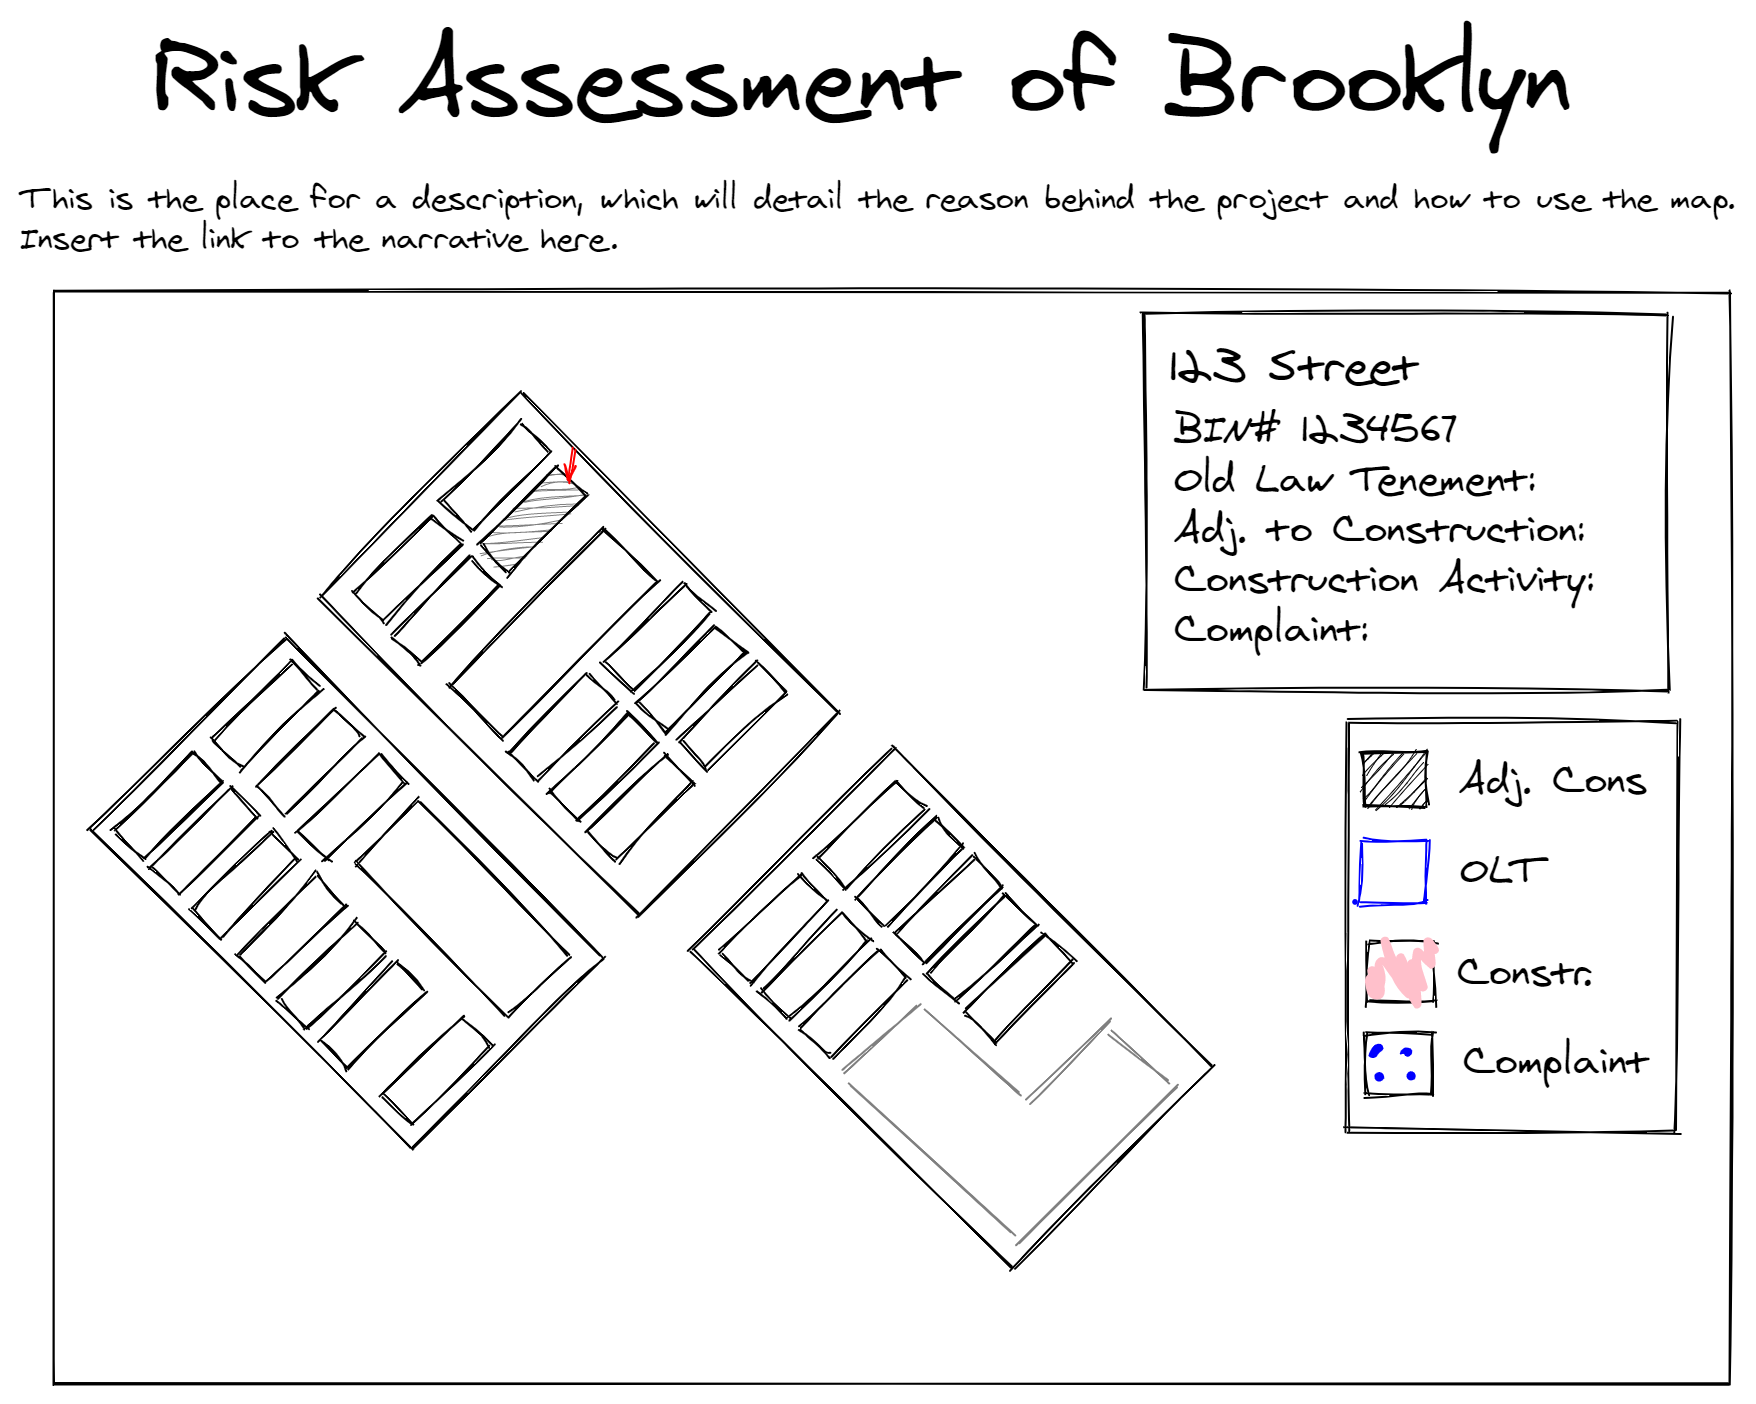 Risk Assessment of Brooklyn
This is the place for a description, which will detail the reason behind the project and how to use the map.
Insert the link to the narrative here.
123 Street
BIN# 1234567
Old Law Tenement:
Adj. to Construction:
Construction Activity:
Complaint:
Adj. Cons
OLT
Constr.
Complaint